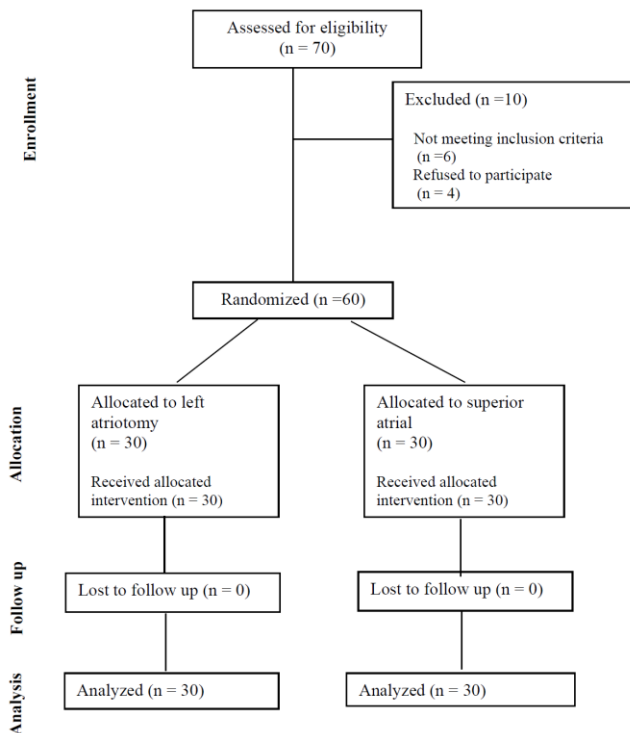 Enrollment
Assessed for eligibility
(n = 70)
Excluded (n =10)
Not meeting inclusion criteria
(n =6)
Refused to participate
(n = 4)
Randomized (n =60)
Allocation
Allocated to left
atriotomy
(n = 30)
Received allocated
intervention (n = 30)
Allocated to superior
atrial
(n = 30)
Received allocated
intervention (n = 30)
Follow up
Lost to follow up (n = 0)
Lost to follow up (n = 0)
Analysis
Analyzed (n = 30)
Analyzed (n = 30)